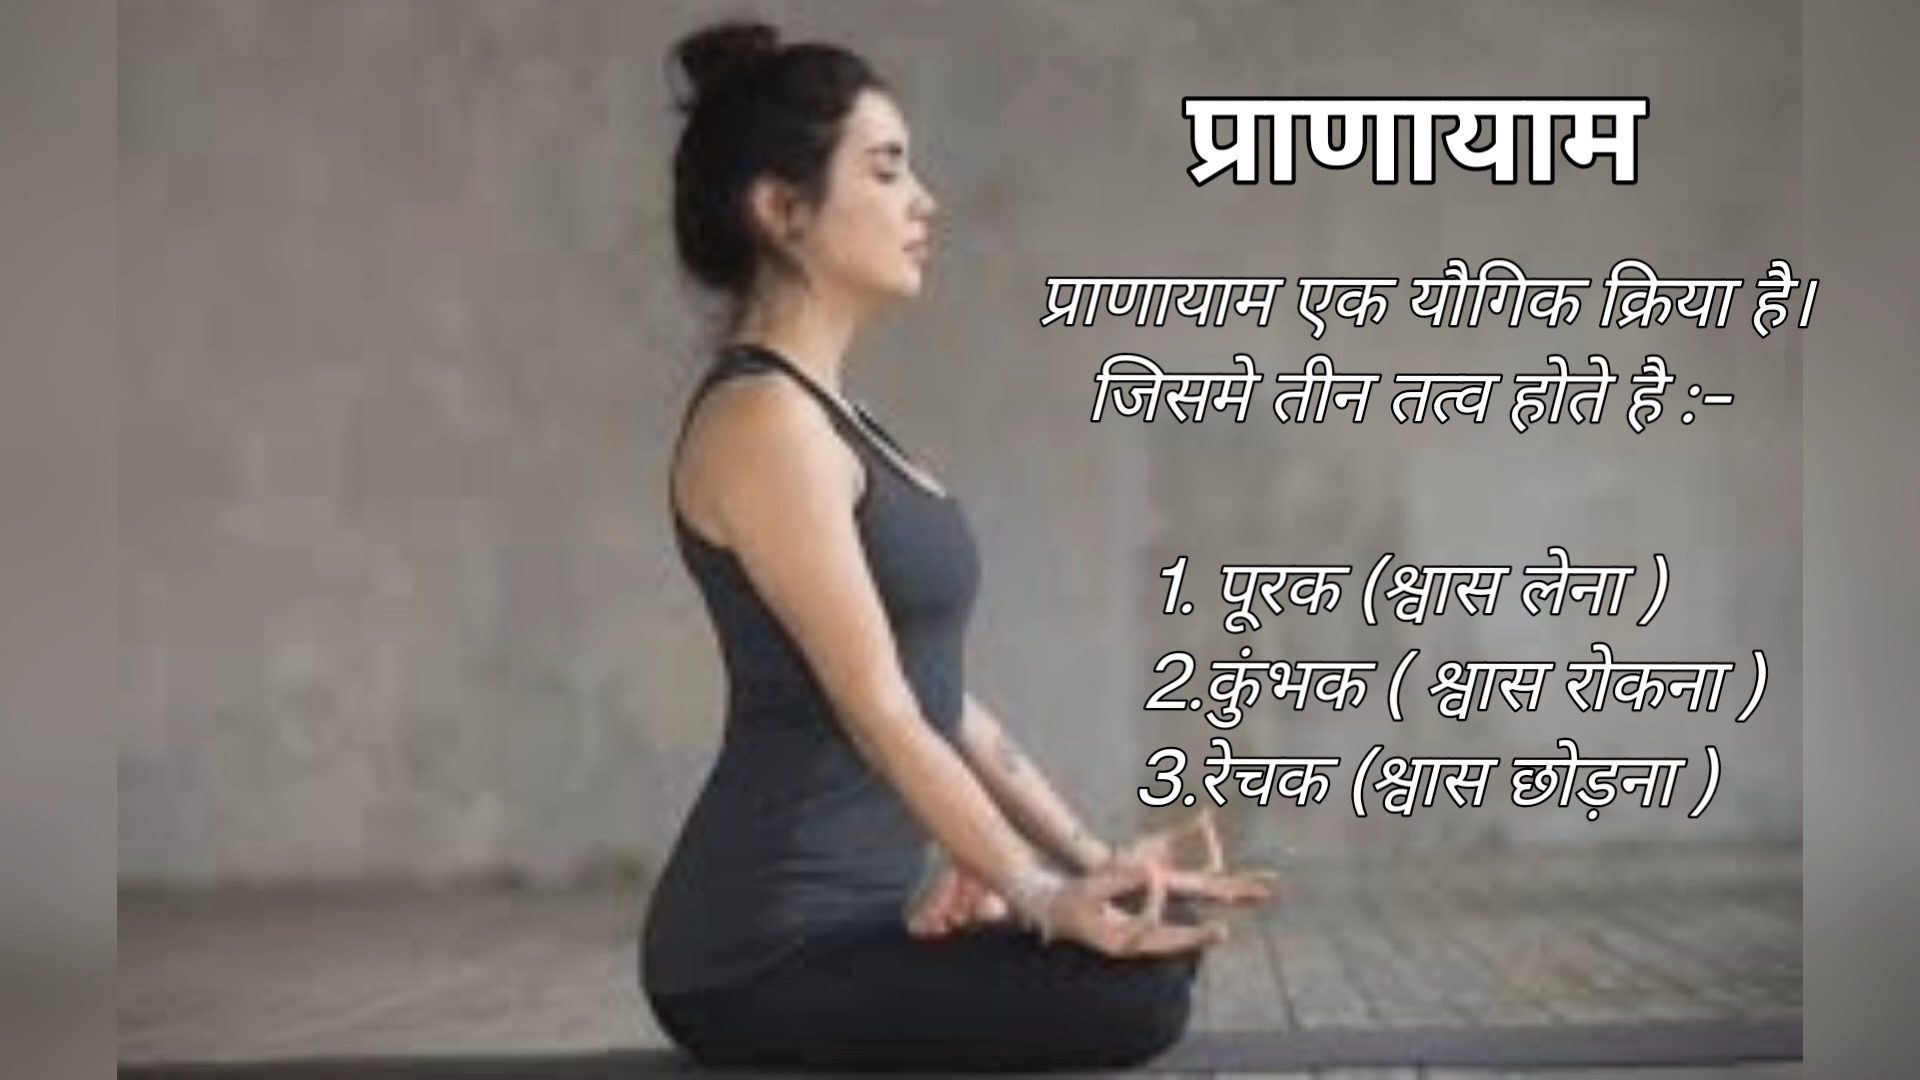 प्राणायाम
प्राणायाम एक यौगिक क्रिया है।
जिसमे तीन तत्व होते है :-
1. पूरक (श्वास लेना )
2.कुंभक ( श्वास रोकना )
3.रेचक (श्वास छोड़ना )